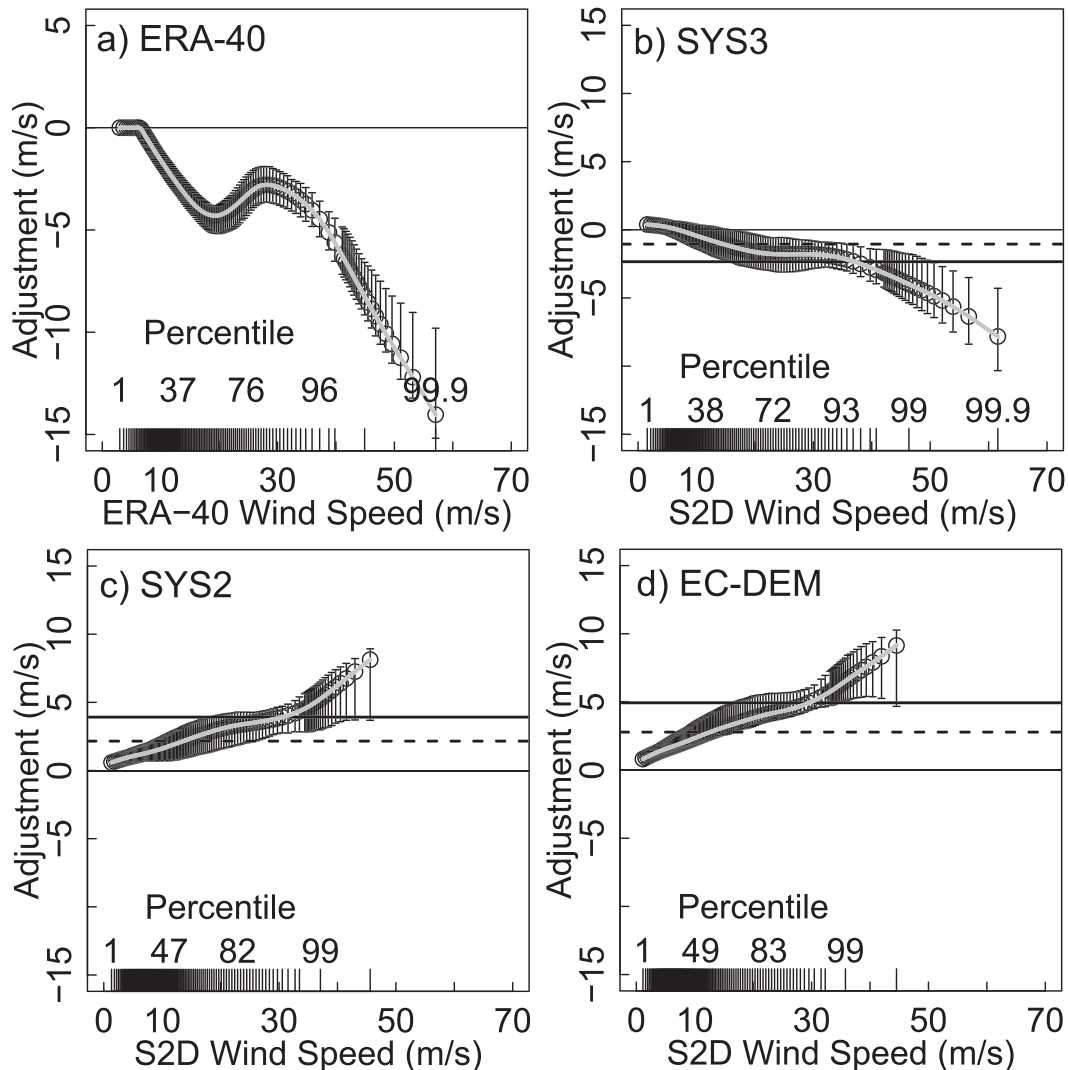 a) ERA-40
Adjustment (m/s)
5
0
−5
−10
−15
Percentile
1 37 76 96 99.9
0 10 30 50 70
ERA−40 Wind Speed (m/s)
b) SYS3
Adjustment (m/s)
15
10
5
0
−5
−15
Percentile
1 38 72 93 99 99.9
0 10 30 50 70
S2D Wind Speed (m/s)
c) SYS2
Adjustment (m/s)
15
10
5
0
−5
−15
Percentile
1 47 82 99
0 10 30 50 70
S2D Wind Speed (m/s)
d) EC-DEM
Adjustment (m/s)
15
10
5
0
−5
−15
Percentile
1 49 83 99
0 10 30 50 70
S2D Wind Speed (m/s)